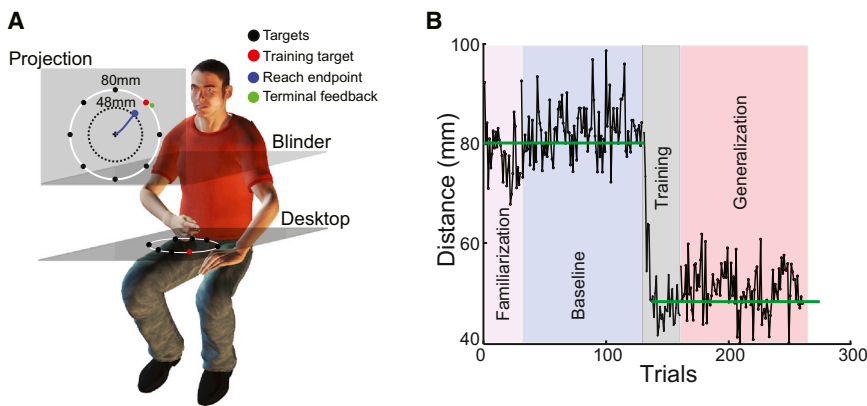 A
Projection
80mm
48mm
Targets
Training target
Reach endpoint
Terminal feedback
Blinder
Desktop
B
Distance (mm)
100
80
60
40
Familiarization
Baseline
Training
Generalization
0
100
200
300
Trials